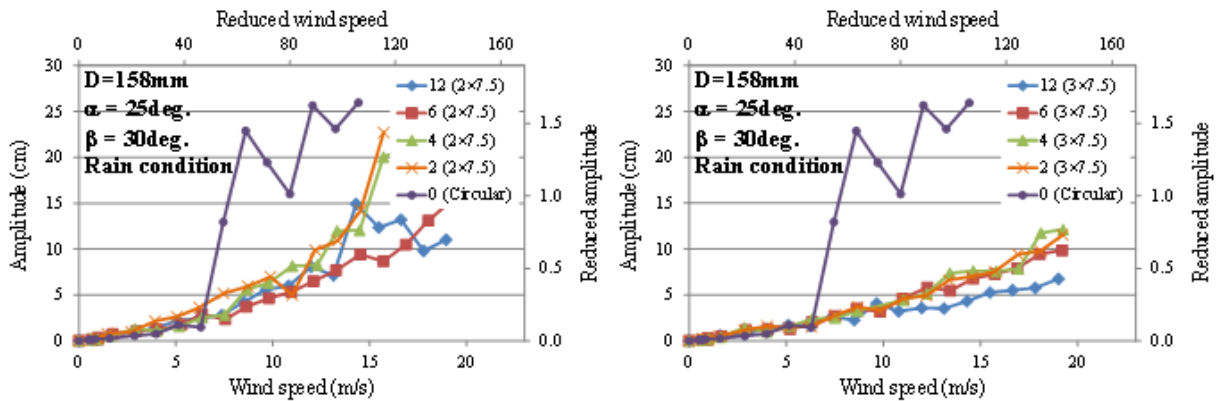 Reduced wind speed
0 40 80 120 160
30
25
20
15
10
5
0
Amplitude (cm)
D=158mm
α = 25deg.
β = 30deg.
Rain condition
12 (2×7.5)
6 (2×7.5)
4 (2×7.5)
2 (2×7.5)
0 (Circular)
1.5
1.0
0.5
0.0
Reduced amplitude
0 5 10 15 20
Wind speed (m/s)
Reduced wind speed
0 40 80 120 160
30
25
20
15
10
5
0
Amplitude (cm)
D=158mm
α = 25deg.
β = 30deg.
Rain condition
12 (3×7.5)
6 (3×7.5)
4 (3×7.5)
2 (3×7.5)
0 (Circular)
1.5
1.0
0.5
0.0
Reduced amplitude
0 5 10 15 20
Wind speed (m/s)